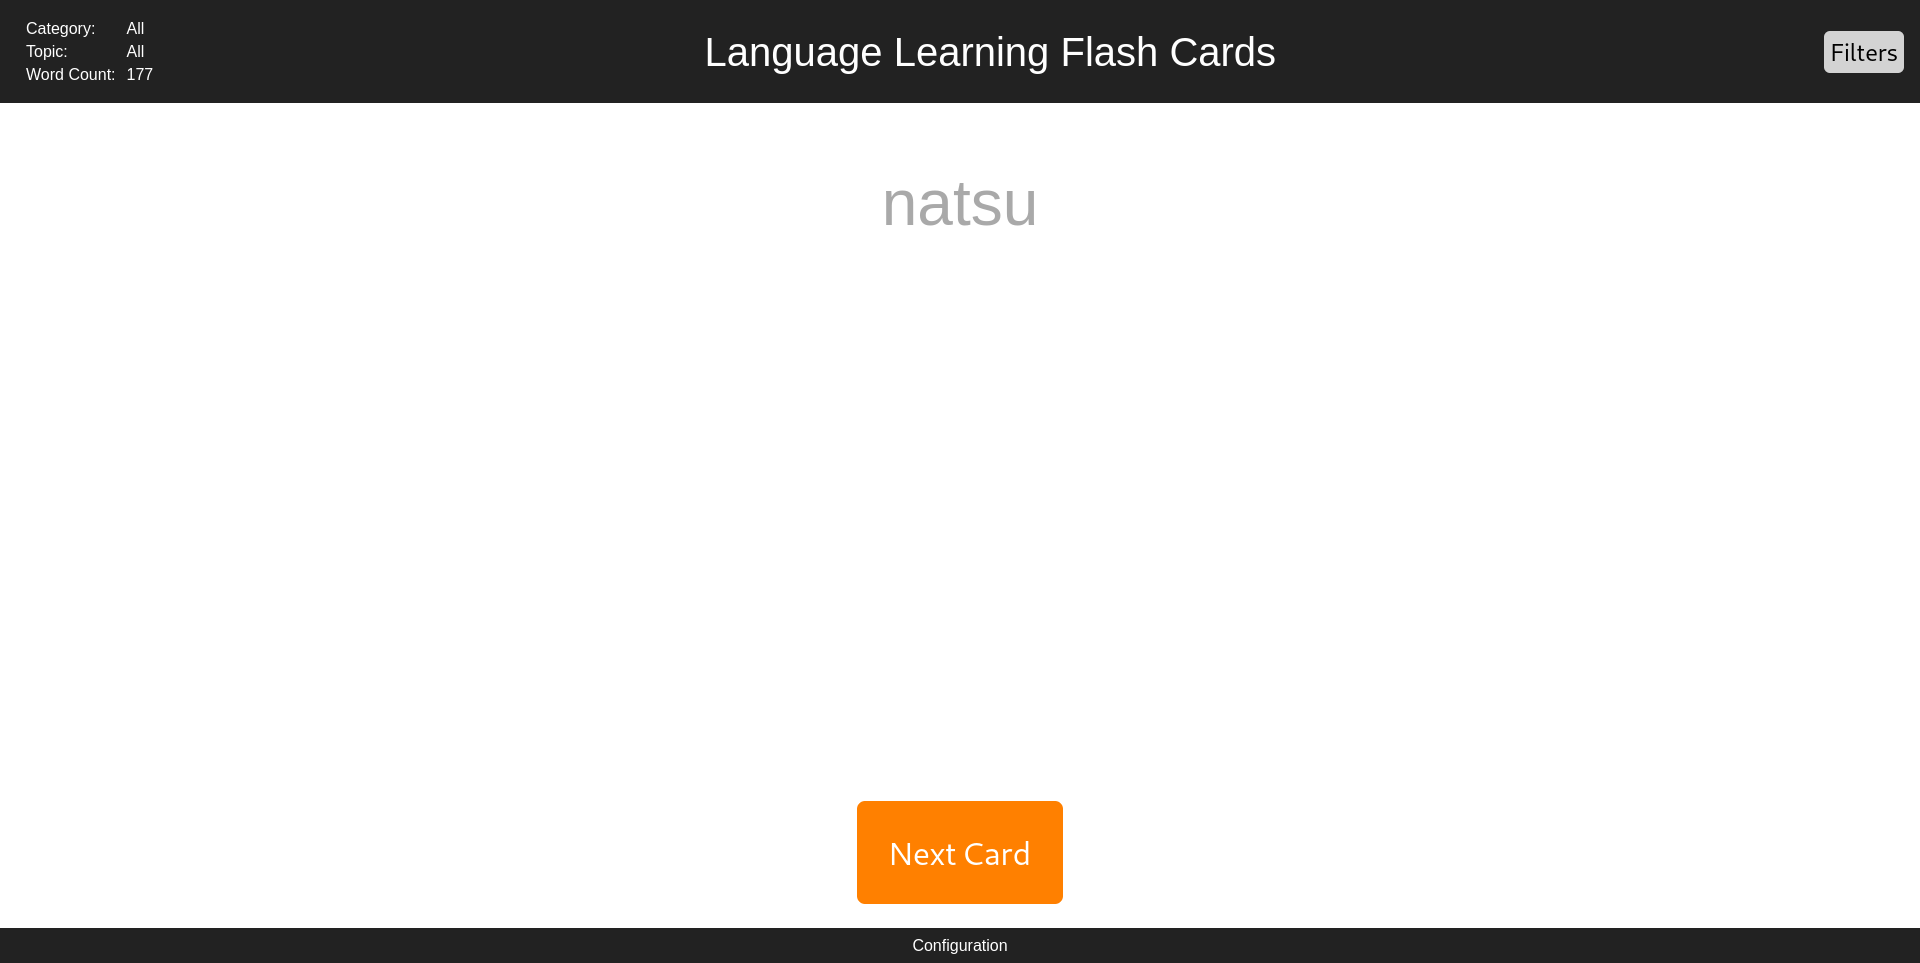 Category: All
Topic: All
Word Count: 177
Language Learning Flash Cards
Filters
natsu
Next Card
Configuration